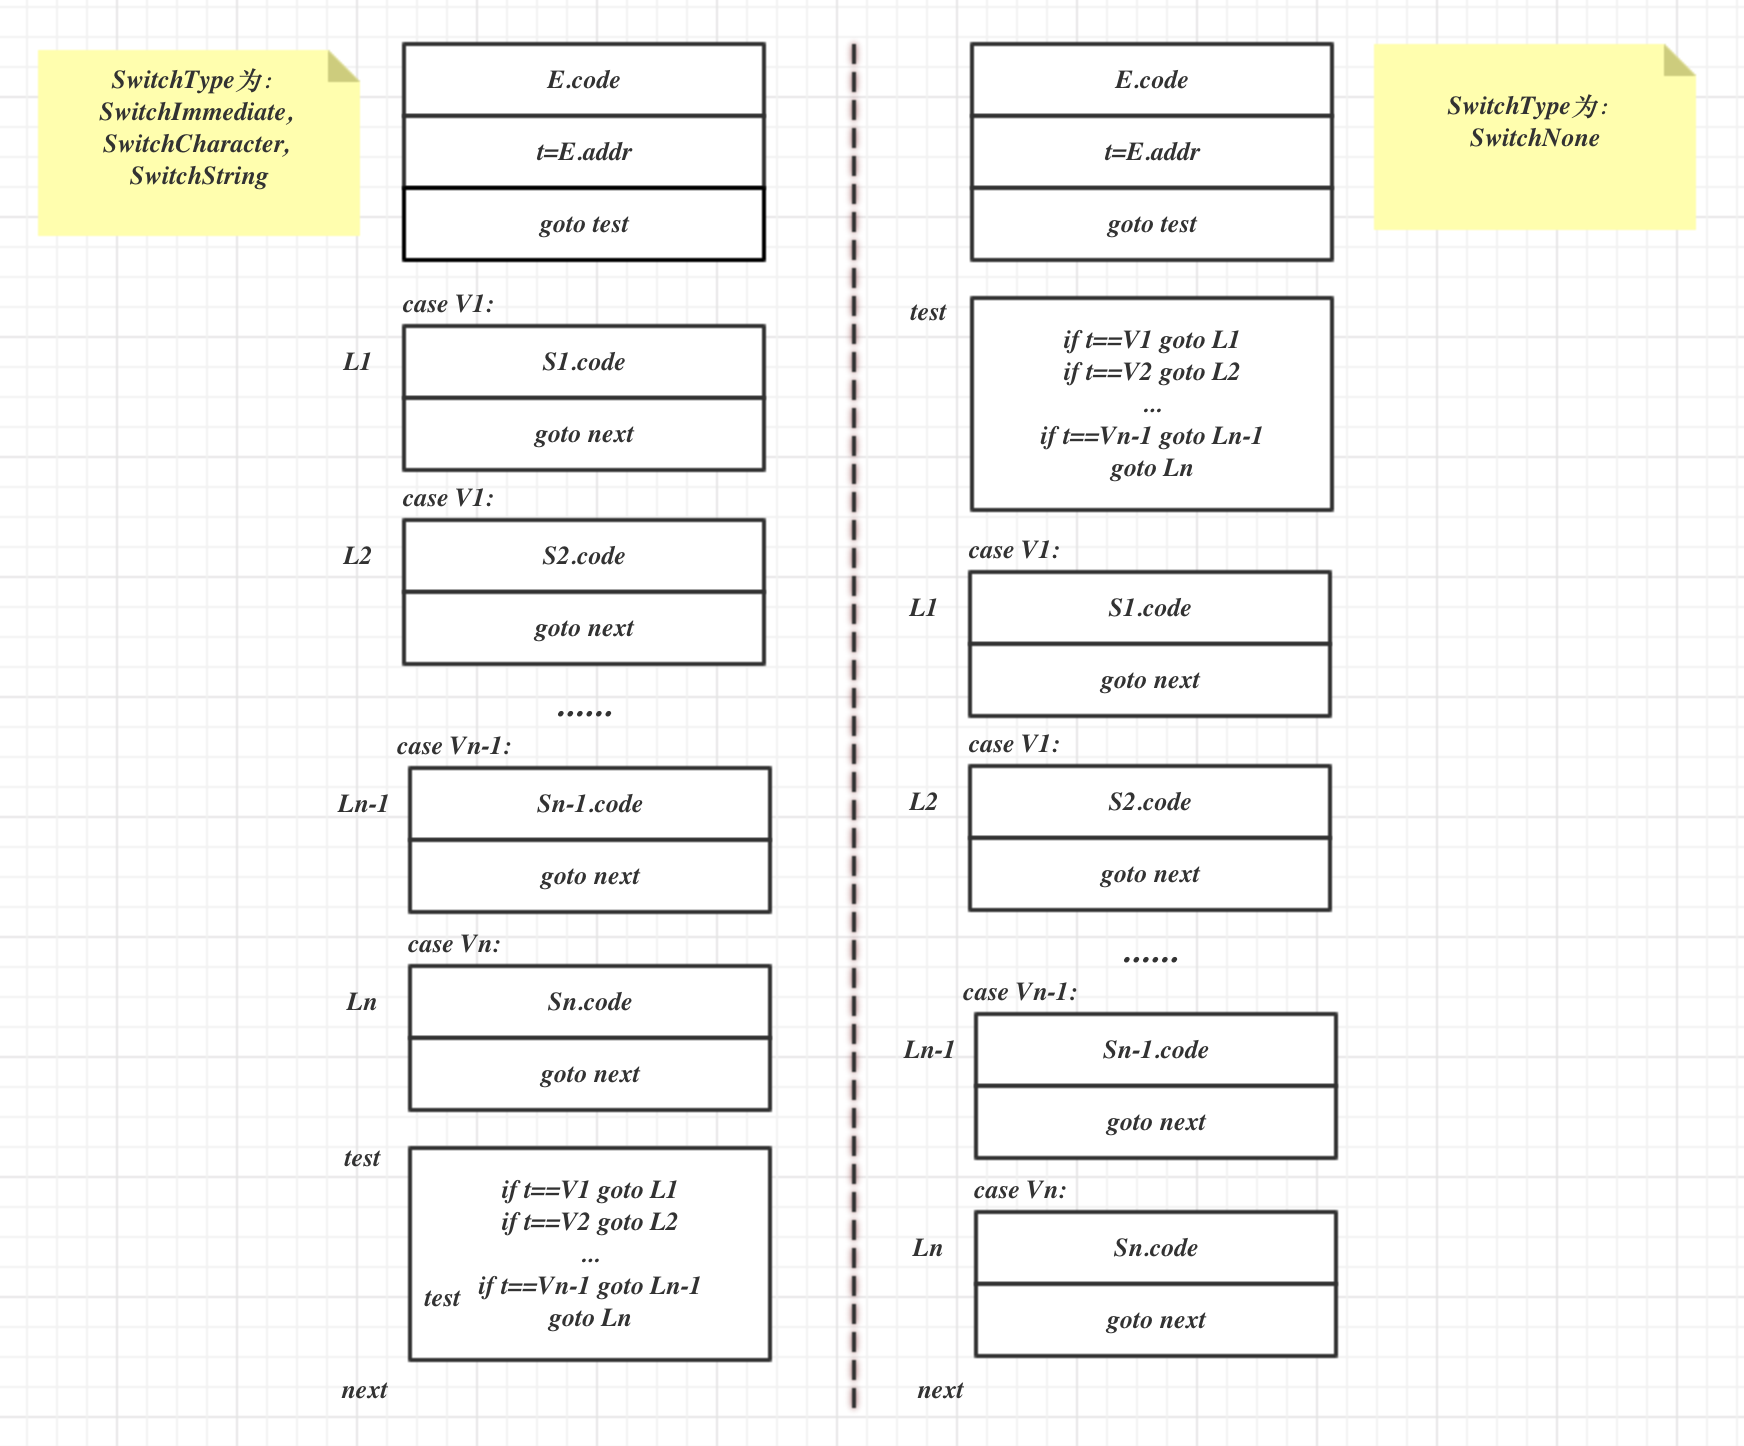 SwitchType为：
SwitchImmediate,
SwitchCharacter,
SwitchString
E.code
t=E.addr
goto test
case V1:
L1
S1.code
goto next
case V1:
L2
S2.code
goto next
......
case Vn-1:
Ln-1
Sn-1.code
goto next
case Vn:
Ln
Sn.code
goto next
test
if t==V1 goto L1
if t==V2 goto L2
...
if t==Vn-1 goto Ln-1
test
goto Ln
next
E.code
t=E.addr
goto test
SwitchType为：
SwitchNone
test
if t==V1 goto L1
if t==V2 goto L2
...
if t==Vn-1 goto Ln-1
goto Ln
case V1:
L1
S1.code
goto next
case V1:
L2
S2.code
goto next
......
case Vn-1:
Ln-1
Sn-1.code
goto next
case Vn:
Ln
Sn.code
goto next
next